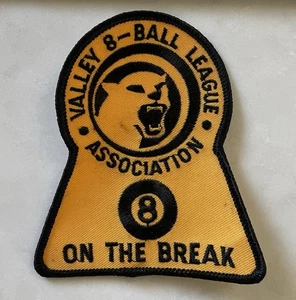 VALLEY 8-BALL LEAGUE
• ASSOCIATION •
8
ON THE BREAK